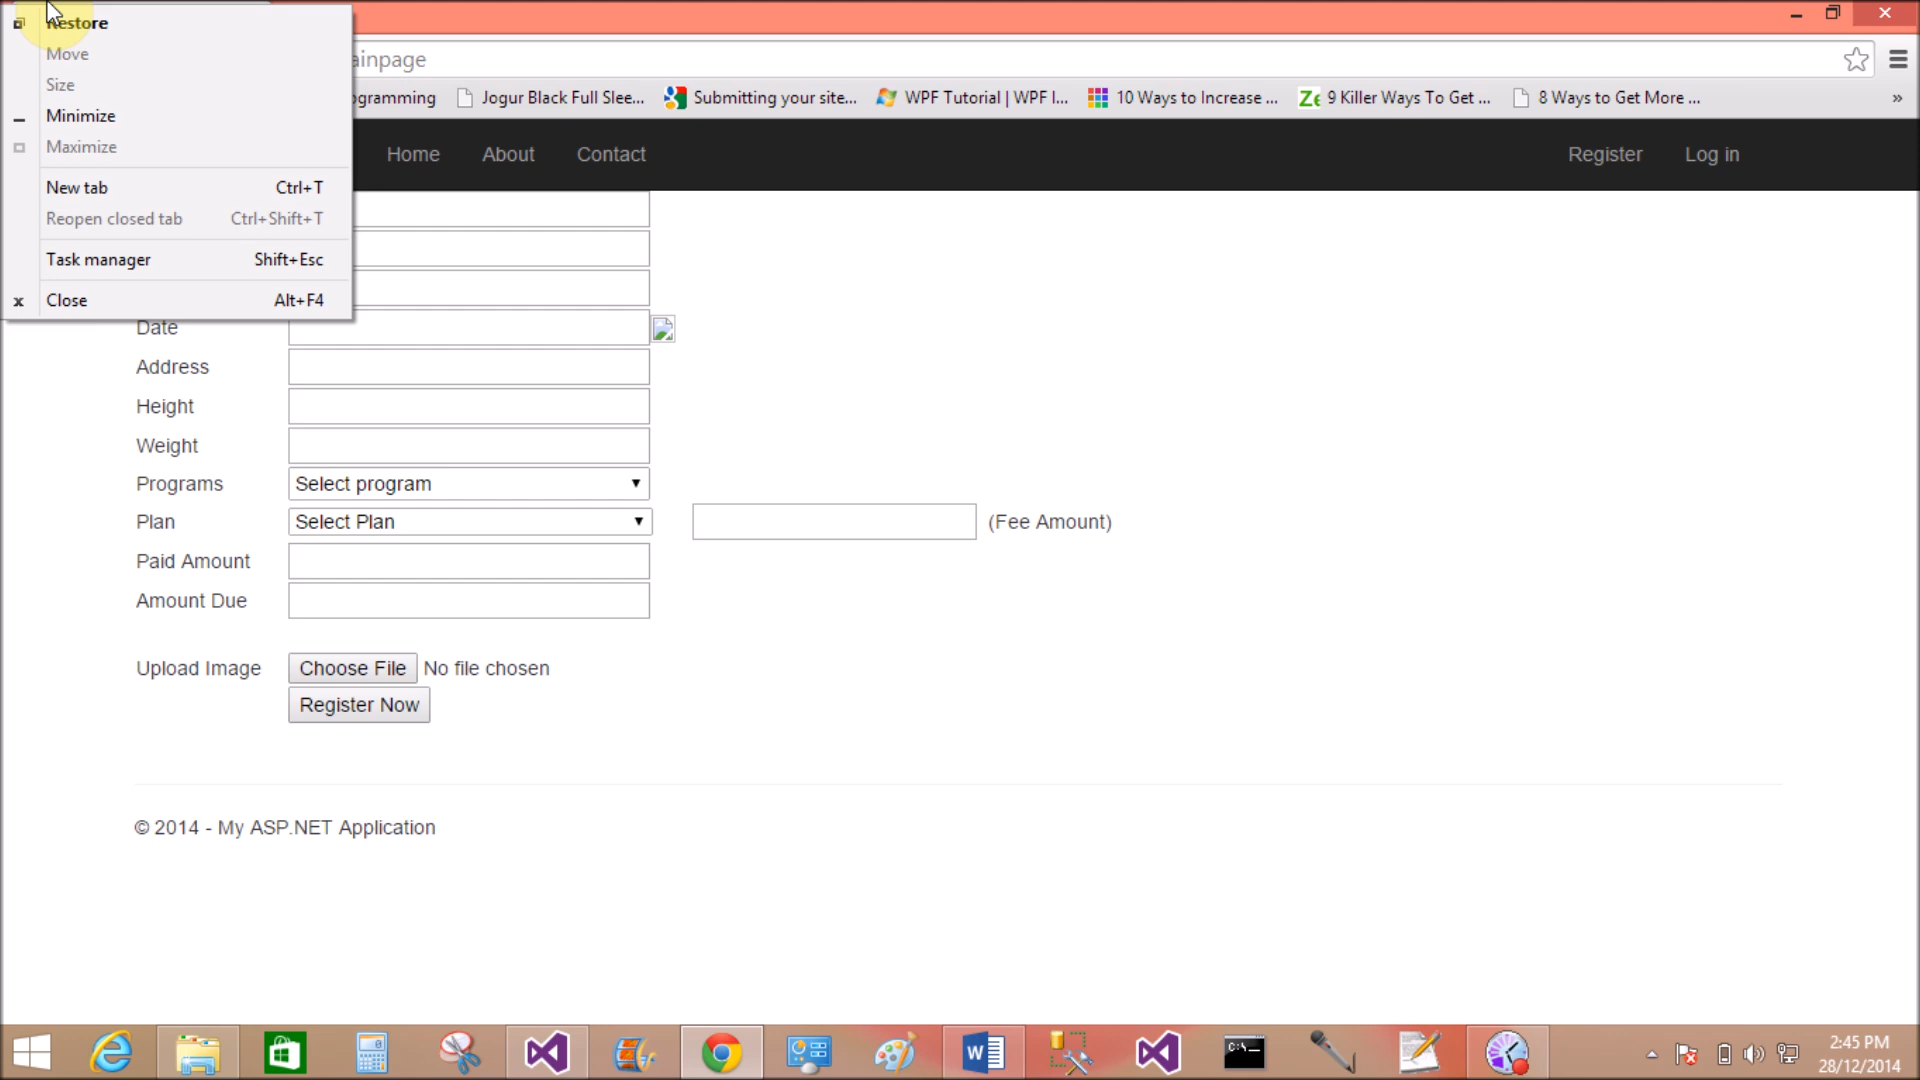 Restore
Move
Size
Minimize
Maximize
New tab Ctrl+T
Reopen closed tab Ctrl+Shift+T
Task manager Shift+Esc
Close Alt+F4
ainpage
ogramming Jogur Black Full Slee... Submitting your site... WPF Tutorial | WPF I... 10 Ways to Increase ... Ze 9 Killer Ways To Get ... 8 Ways to Get More ... »
Home About Contact Register Log in
Date
Address
Height
Weight
Programs Select program
Plan Select Plan (Fee Amount)
Paid Amount
Amount Due
Upload Image Choose File No file chosen
Register Now
© 2014 - My ASP.NET Application
2:45 PM
28/12/2014